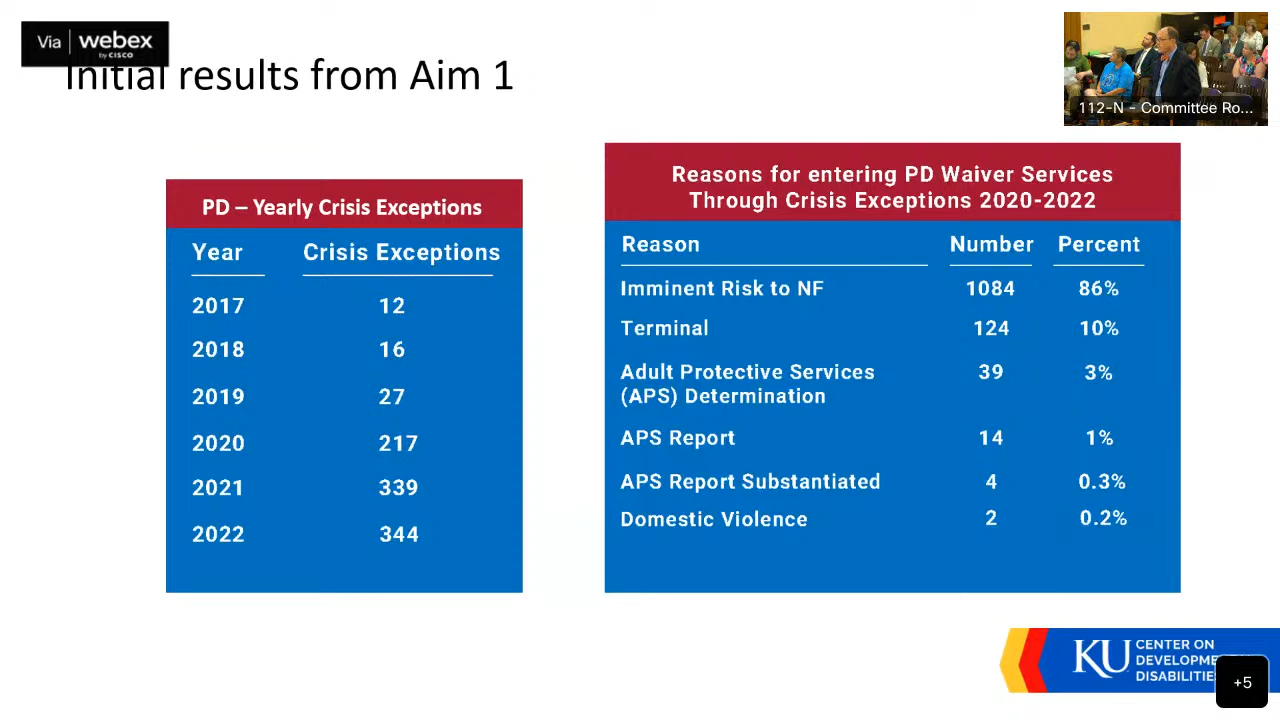 Via webex
by CISCO
Initial results from Aim 1
112-N - Committee Ro...
PD – Yearly Crisis Exceptions
Year Crisis Exceptions
2017 12
2018 16
2019 27
2020 217
2021 339
2022 344
Reasons for entering PD Waiver Services
Through Crisis Exceptions 2020-2022
Reason Number Percent
Imminent Risk to NF 1084 86%
Terminal 124 10%
Adult Protective Services 39 3%
(APS) Determination
APS Report 14 1%
APS Report Substantiated 4 0.3%
Domestic Violence 2 0.2%
KU CENTER ON
DEVELOPMENTAL
DISABILITIES
+5